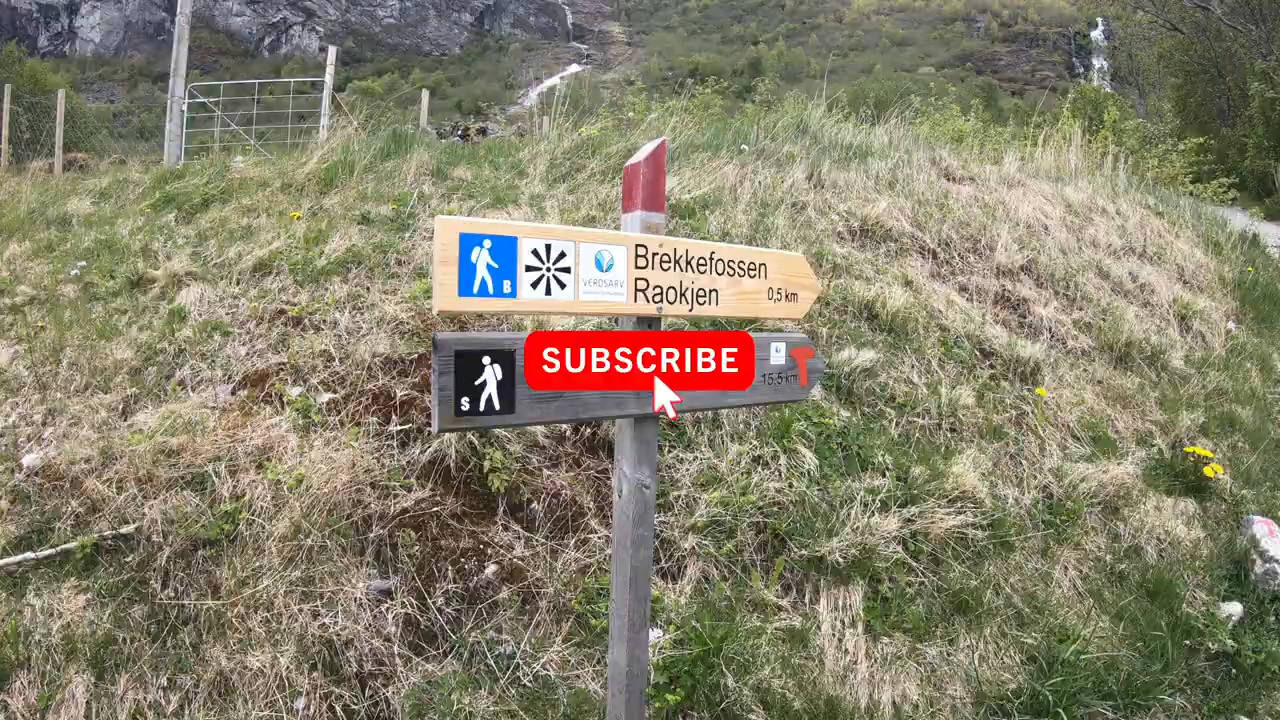 B
VERDSARV
Brekkefossen
Raokjen
0,5 km
SUBSCRIBE
S
15,5 km